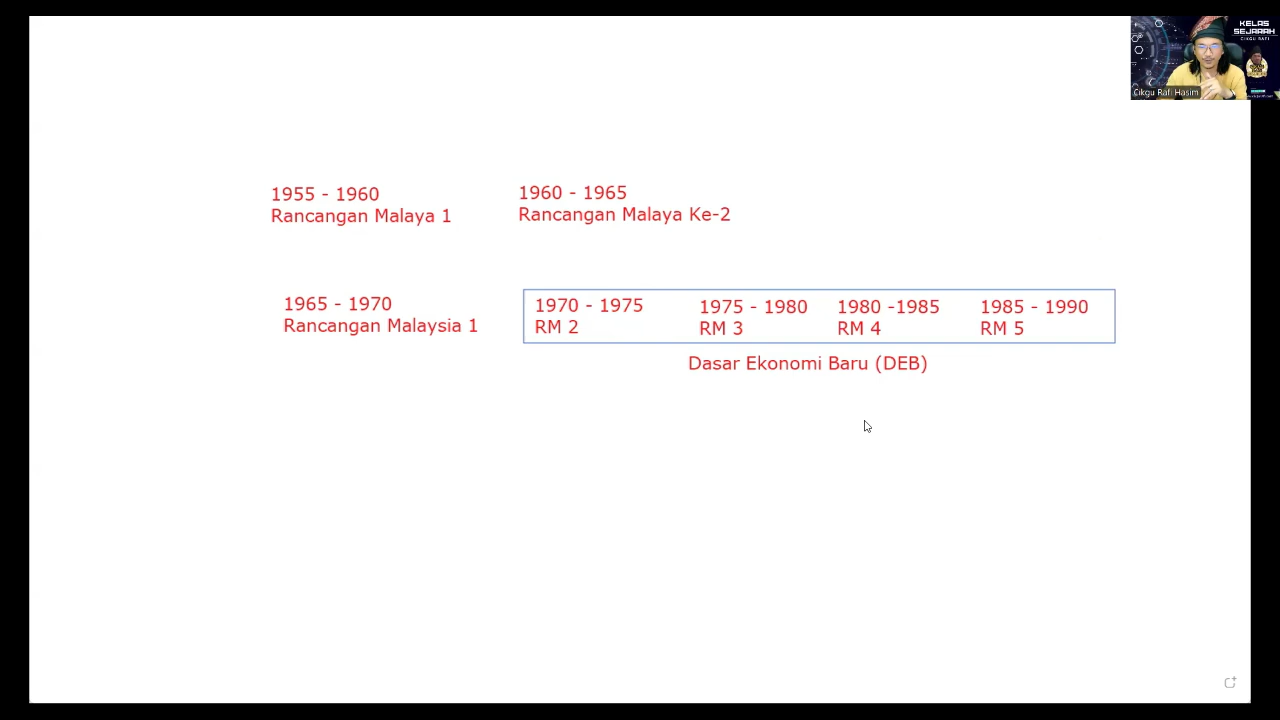 KELAS
SEJARAH
CIKGU RAFI
Cikgu Rafi Hasim
1955 - 1960
Rancangan Malaya 1
1960 - 1965
Rancangan Malaya Ke-2
1965 - 1970
Rancangan Malaysia 1
1970 - 1975
RM 2
1975 - 1980
RM 3
1980 -1985
RM 4
1985 - 1990
RM 5
Dasar Ekonomi Baru (DEB)